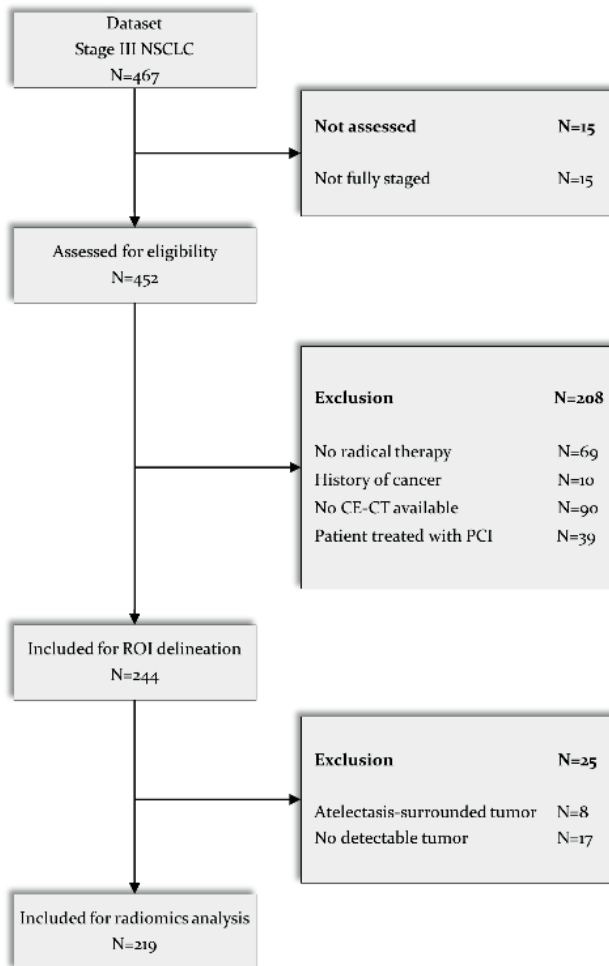 Dataset
Stage III NSCLC
N=467
Not assessed N=15
Not fully staged N=15
Assessed for eligibility
N=452
Exclusion N=208
No radical therapy N=69
History of cancer N=10
No CE-CT available N=90
Patient treated with PCI N=39
Included for ROI delineation
N=244
Exclusion N=25
Atelectasis-surrounded tumor N=8
No detectable tumor N=17
Included for radiomics analysis
N=219